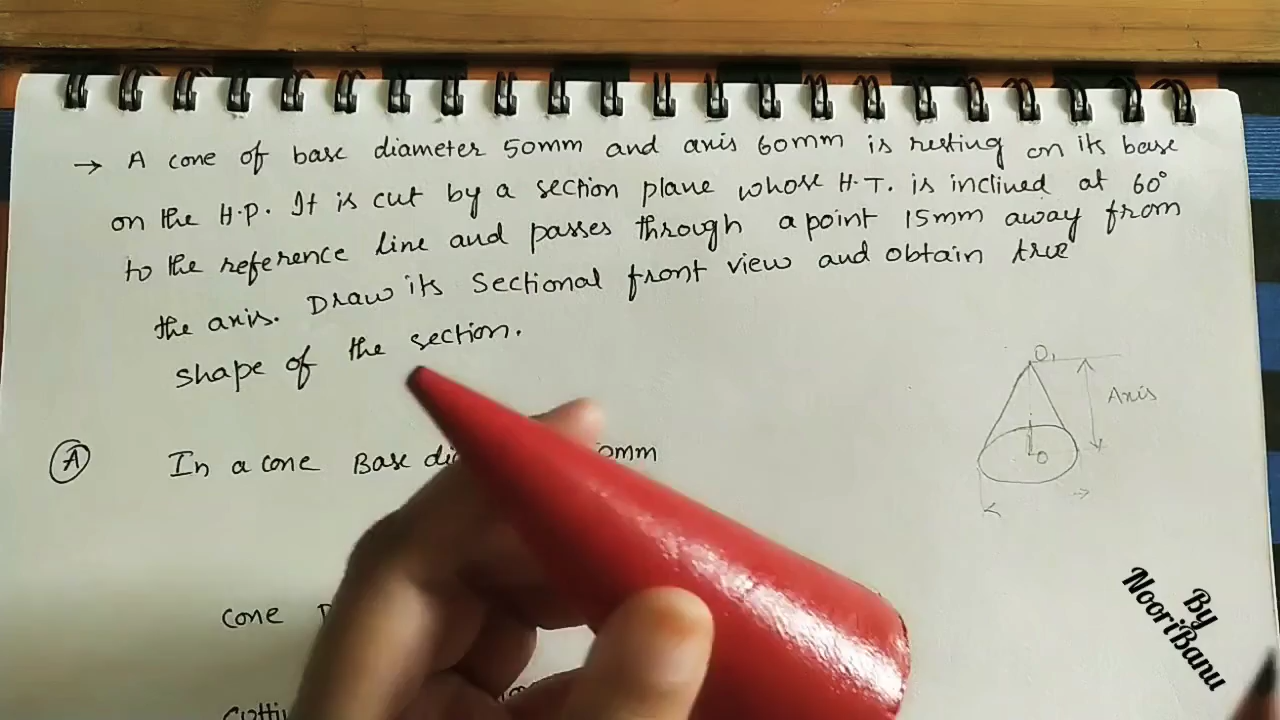 → A cone of base diameter 50mm and axis 60mm is resting on its base
on the H.P. It is cut by a section plane whose H.T. is inclined at 60°
to the reference line and passes through a point 15mm away from
the axis. Draw its sectional front view and obtain true
shape of the section.
O1
Axis
O
A In a cone Base di 0mm
cone
cutti
By
NooriBanu